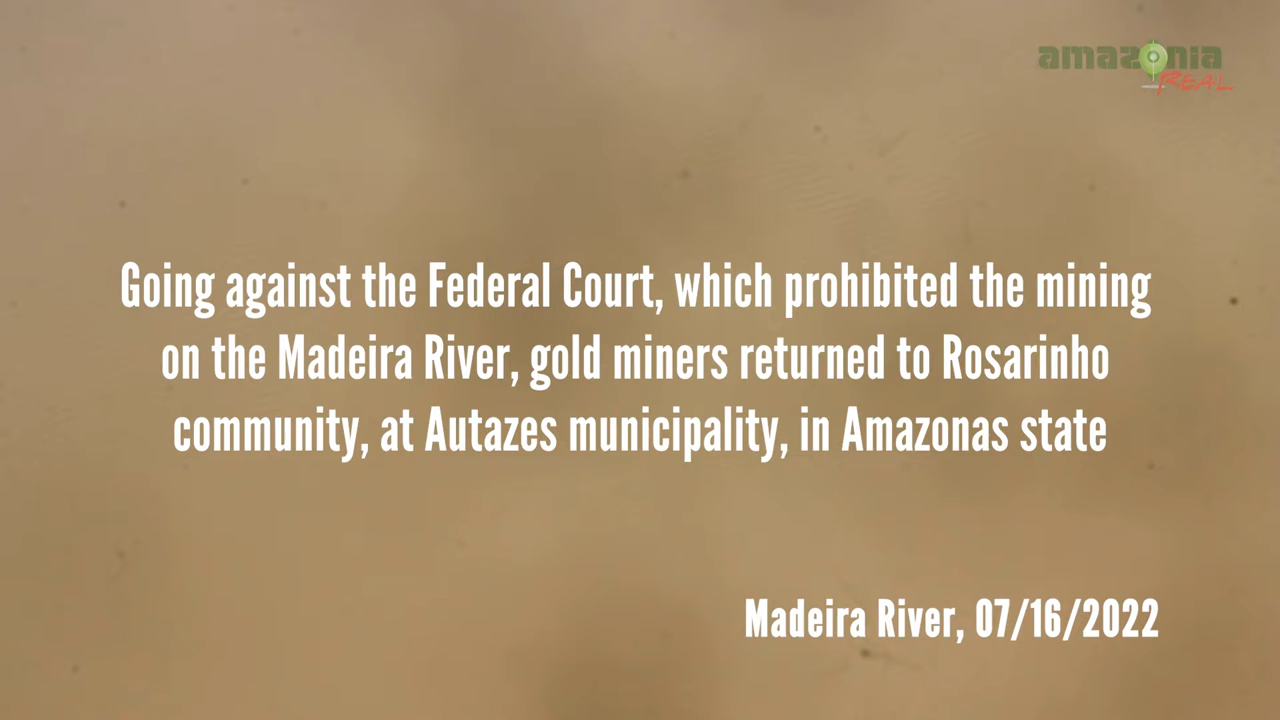 amazonia
REAL
Going against the Federal Court, which prohibited the mining
on the Madeira River, gold miners returned to Rosarinho
community, at Autazes municipality, in Amazonas state
Madeira River, 07/16/2022